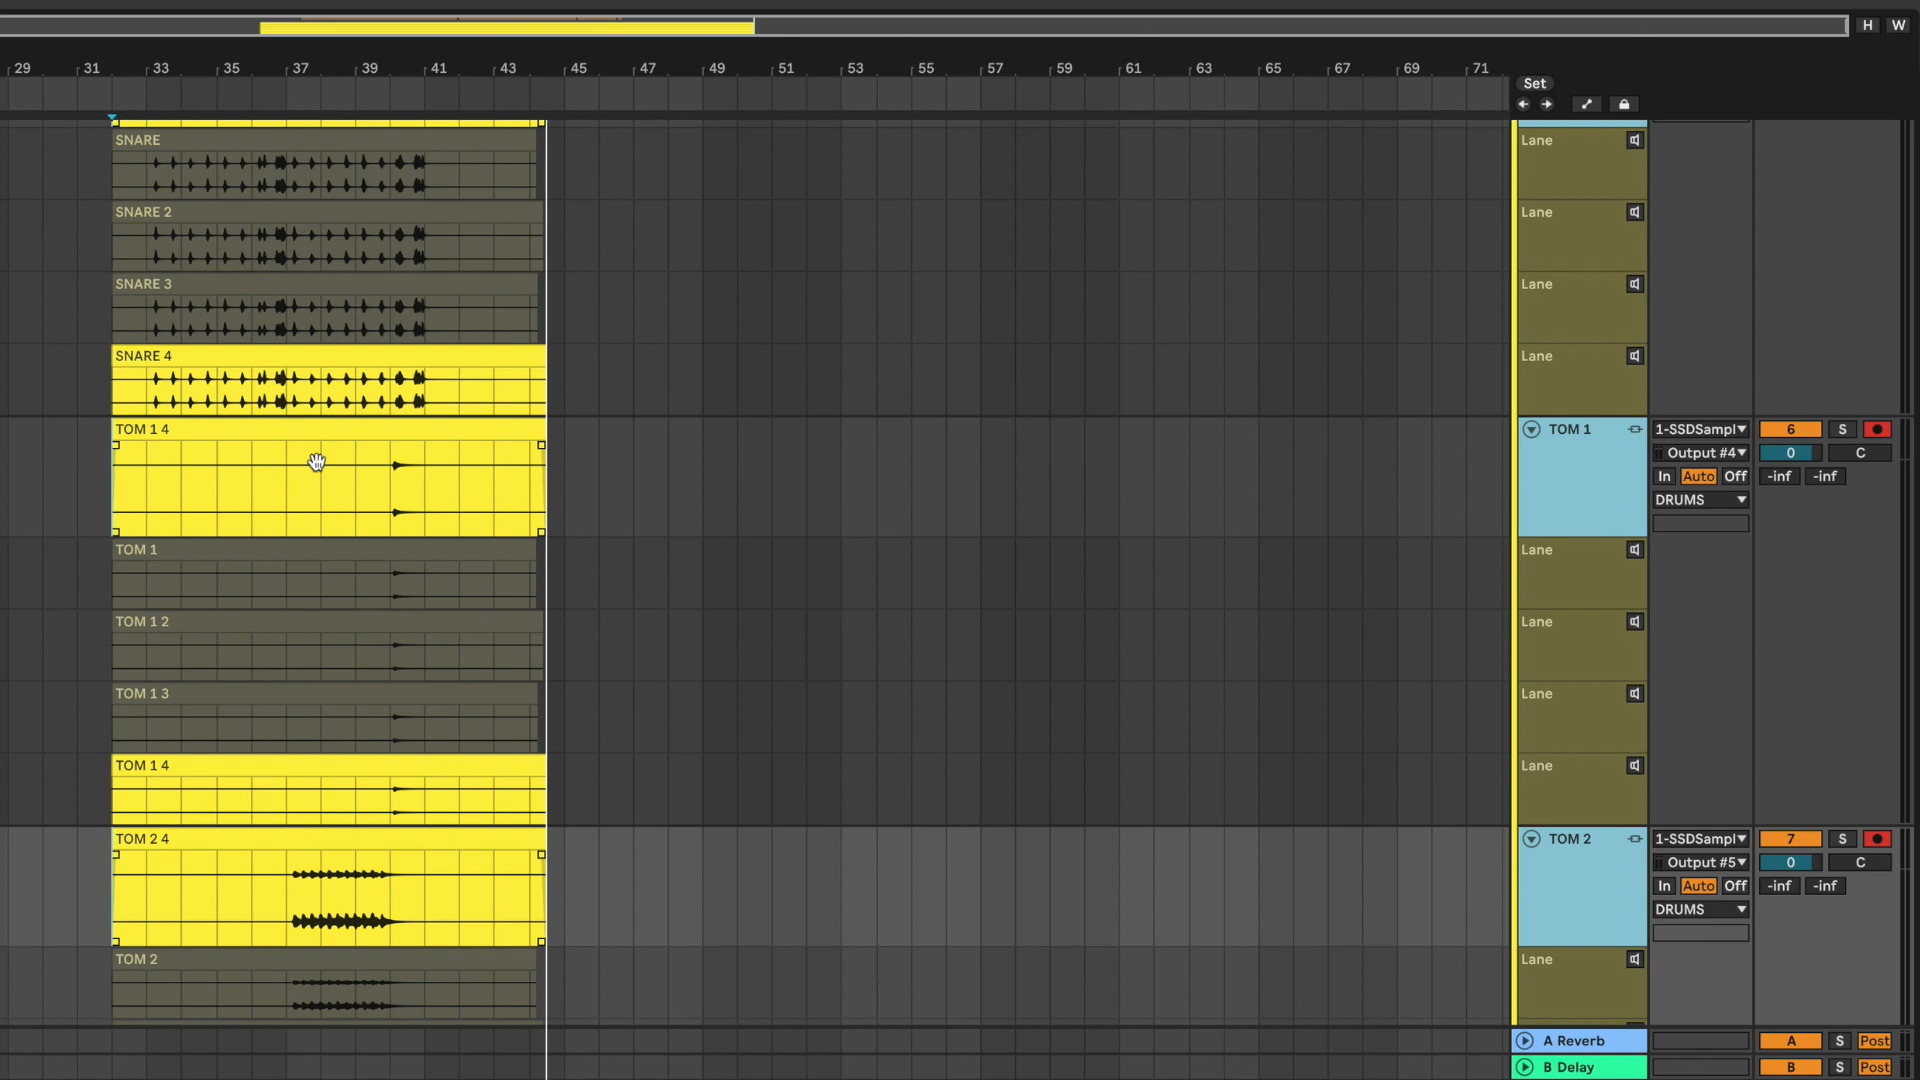 H W
29 31 33 35 37 39 41 43 45 47 49 51 53 55 57 59 61 63 65 67 69 71
Set
SNARE
Lane
SNARE 2
Lane
SNARE 3
Lane
SNARE 4
Lane
TOM 1 4
TOM 1
1-SSDSampl
6
S
Output #4
0
C
In Auto Off
-inf -inf
DRUMS
TOM 1
Lane
TOM 1 2
Lane
TOM 1 3
Lane
TOM 1 4
Lane
TOM 2 4
TOM 2
1-SSDSampl
7
S
Output #5
0
C
In Auto Off
-inf -inf
DRUMS
TOM 2
Lane
A Reverb
A
S
Post
B Delay
B
S
Post